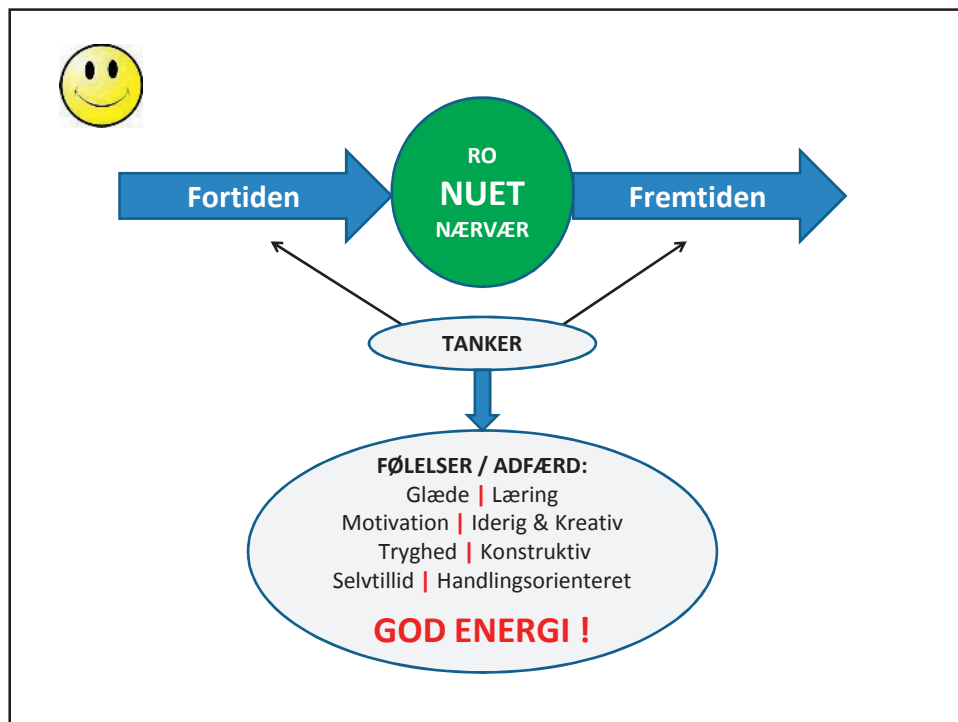 Fortiden
RO
NUET
NÆRVÆR
Fremtiden
TANKER
FØLELSER / ADFÆRD:
Glæde | Læring
Motivation | Iderig & Kreativ
Tryghed | Konstruktiv
Selvtillid | Handlingsorienteret
GOD ENERGI !